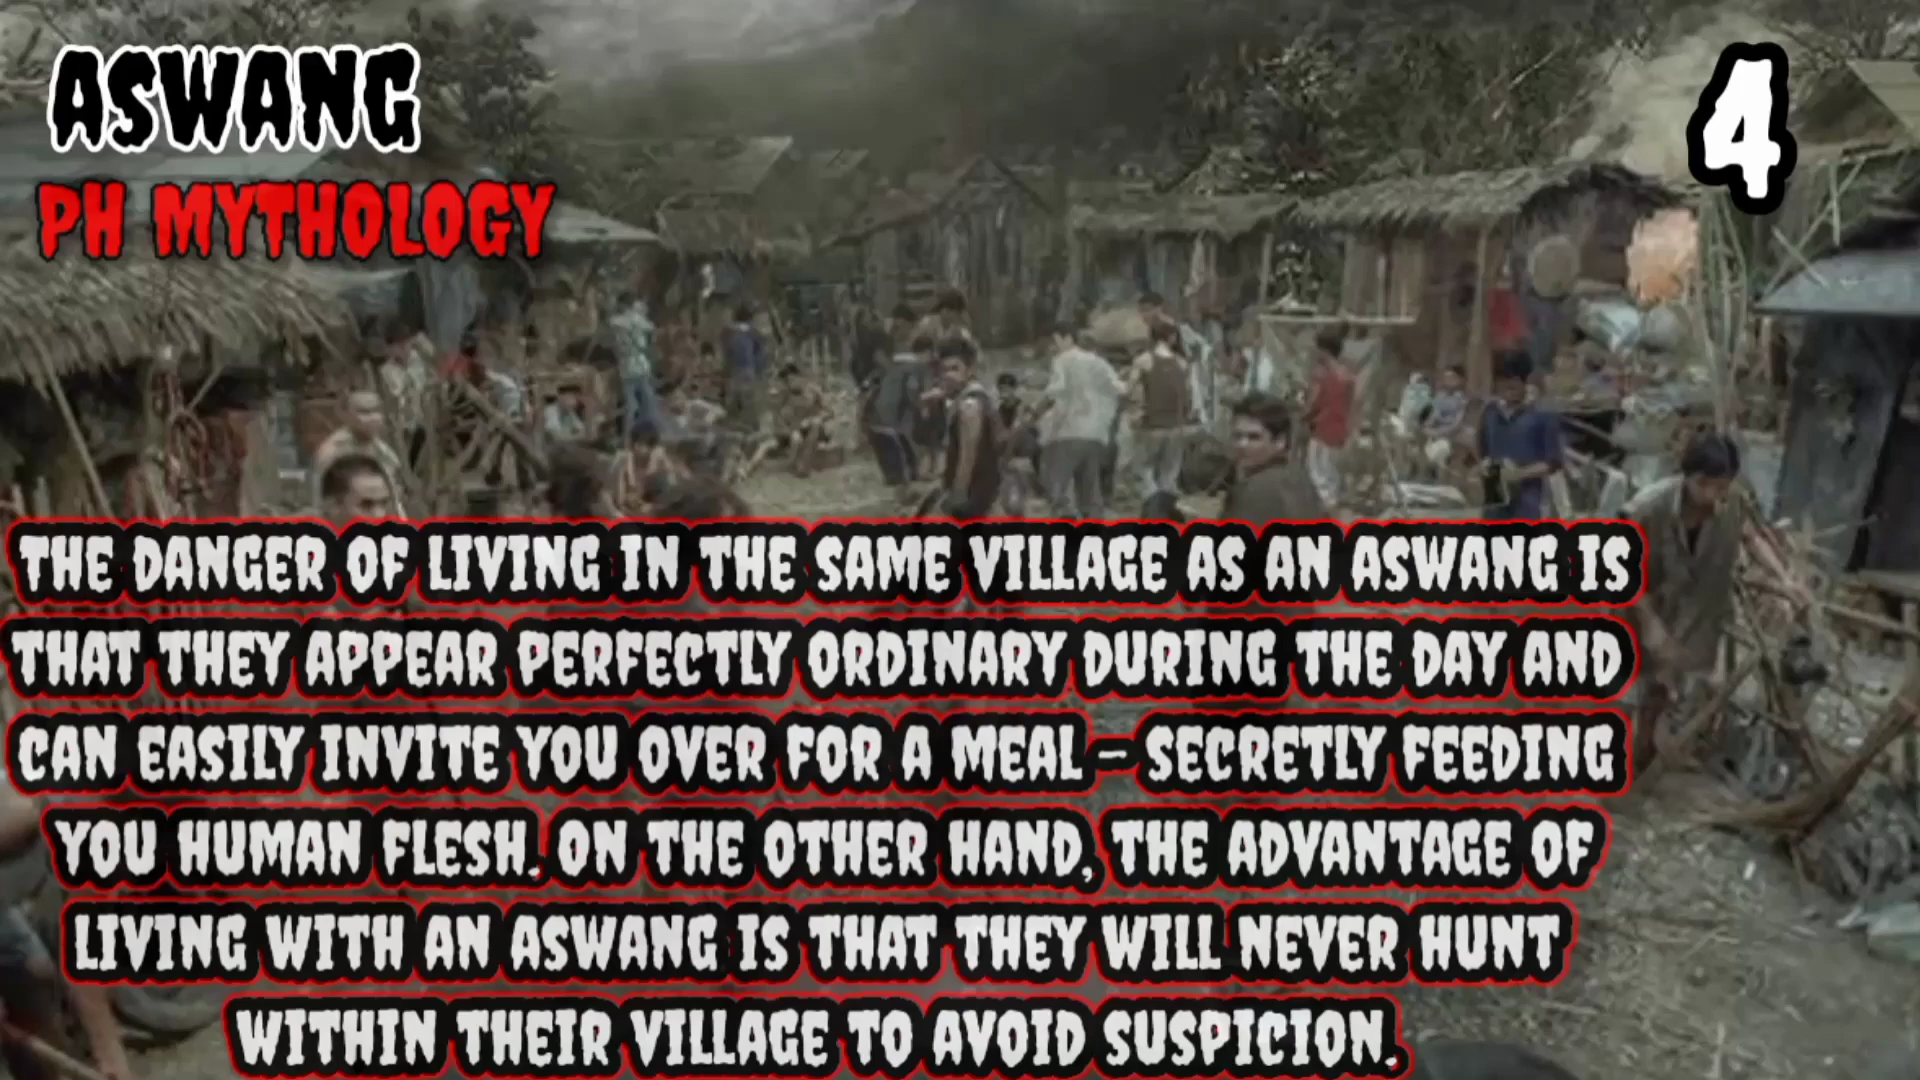 ASWANG
4
PH MYTHOLOGY
THE DANGER OF LIVING IN THE SAME VILLAGE AS AN ASWANG IS
THAT THEY APPEAR PERFECTLY ORDINARY DURING THE DAY AND
CAN EASILY INVITE YOU OVER FOR A MEAL – SECRETLY FEEDING
YOU HUMAN FLESH. ON THE OTHER HAND, THE ADVANTAGE OF
LIVING WITH AN ASWANG IS THAT THEY WILL NEVER HUNT
WITHIN THEIR VILLAGE TO AVOID SUSPICION.